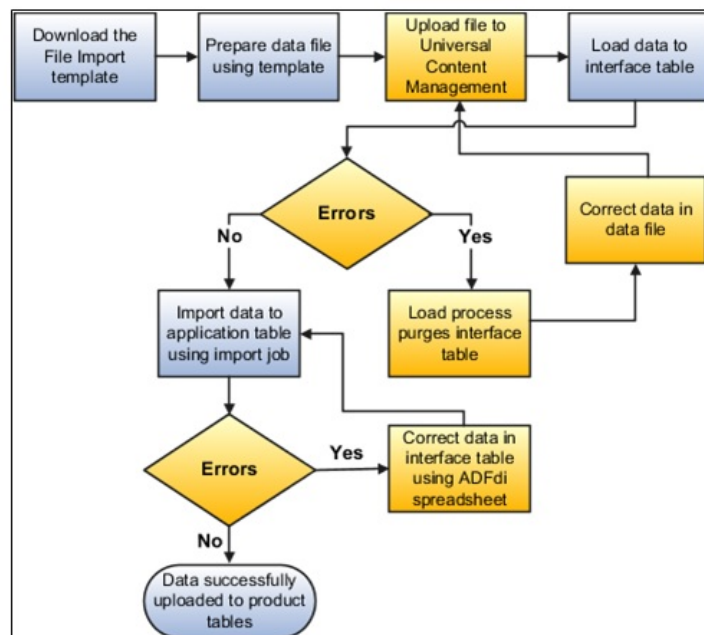 Download the
File Import
template
Prepare data file
using template
Upload file to
Universal
Content
Management
Load data to
interface table
Errors
No
Yes
Correct data in
data file
Import data to
application table
using import job
Load process
purges interface
table
Errors
Yes
Correct data in
interface table
using ADFdi
spreadsheet
No
Data successfully
uploaded to product
tables